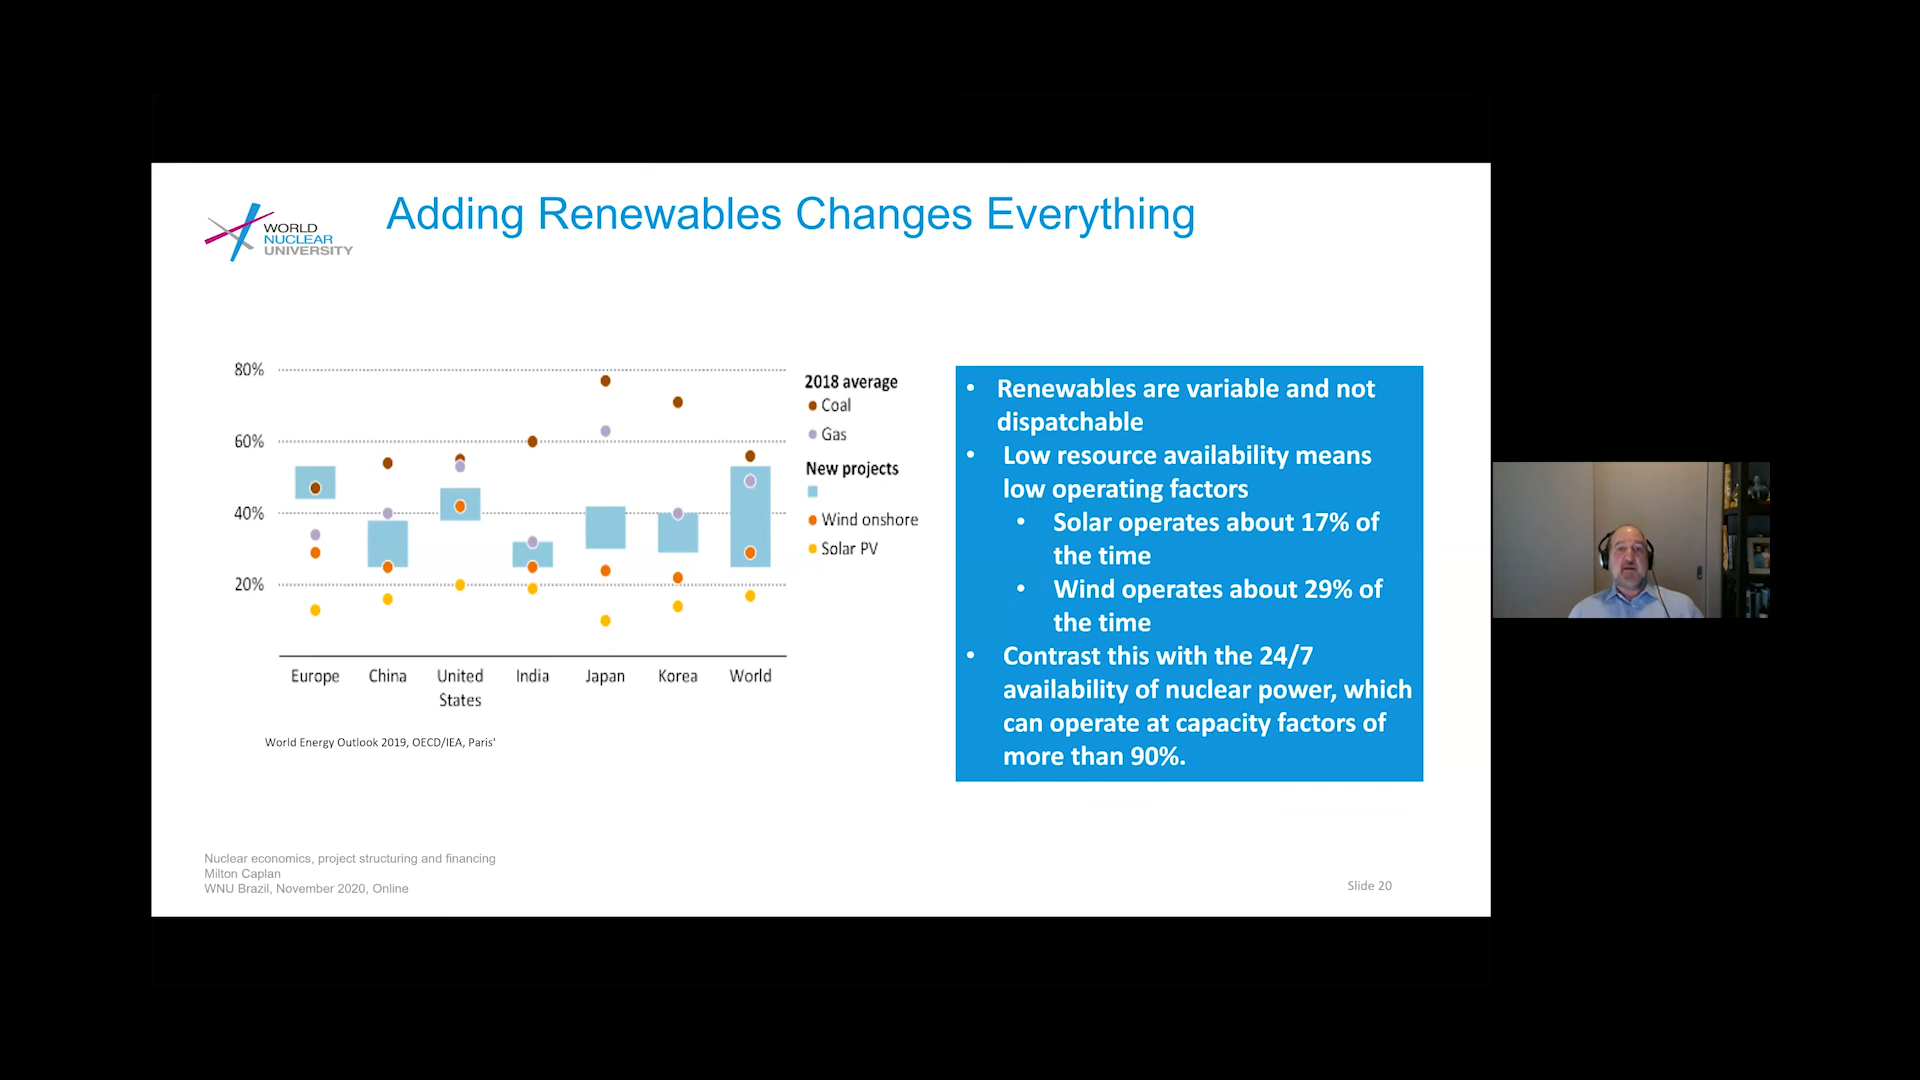 WORLD
NUCLEAR
UNIVERSITY
Adding Renewables Changes Everything
80%
60%
40%
20%
Europe
China
United
States
India
Japan
Korea
World
2018 average
Coal
Gas
New projects
Wind onshore
Solar PV
World Energy Outlook 2019, OECD/IEA, Paris'
• Renewables are variable and not
dispatchable
• Low resource availability means
low operating factors
• Solar operates about 17% of
the time
• Wind operates about 29% of
the time
• Contrast this with the 24/7
availability of nuclear power, which
can operate at capacity factors of
more than 90%.
Nuclear economics, project structuring and financing
Milton Caplan
WNU Brazil, November 2020, Online
Slide 20